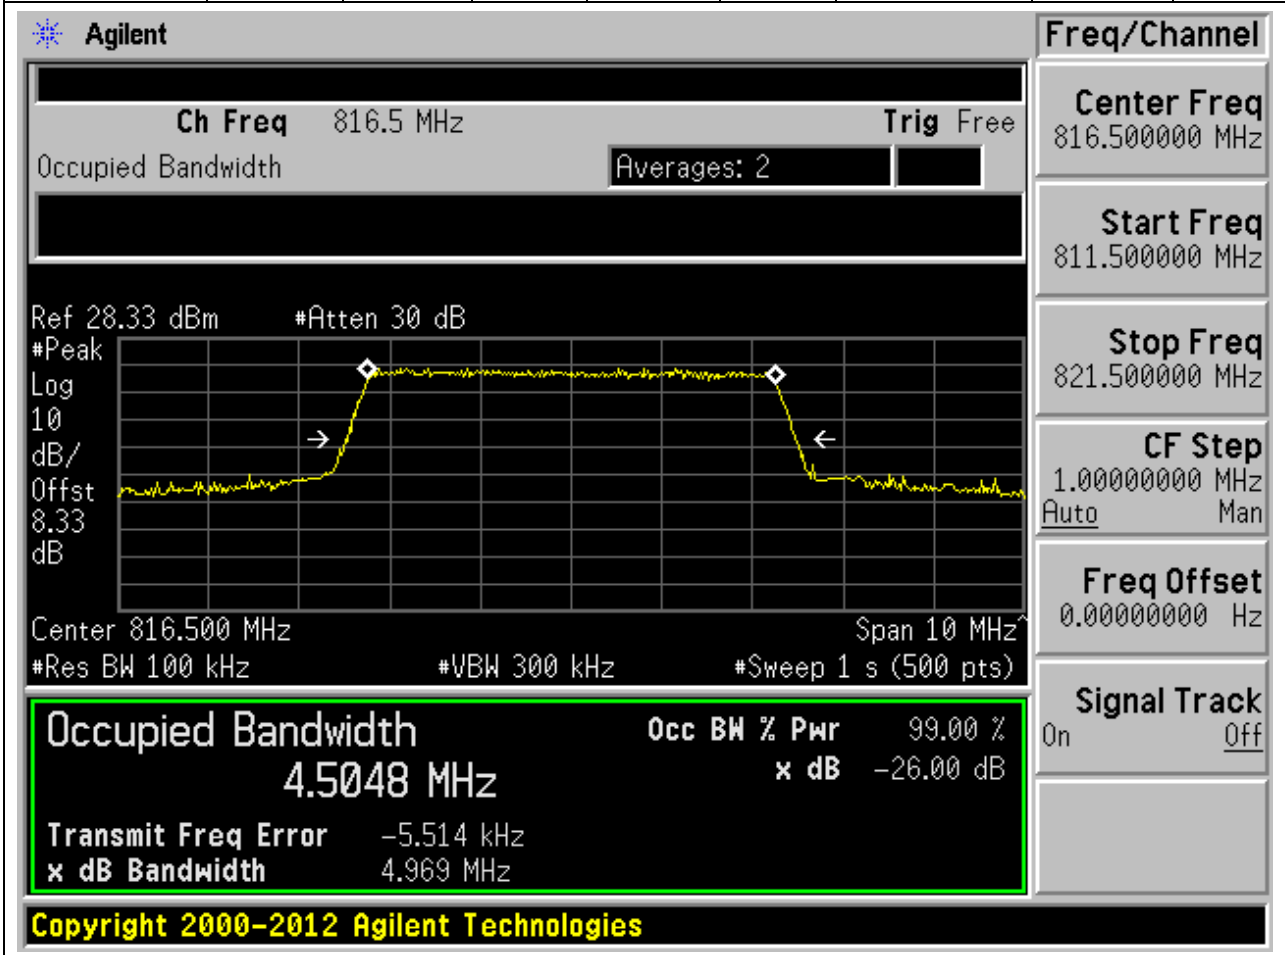 Agilent
Freq/Channel
Ch Freq 816.5 MHz Trig Free
Occupied Bandwidth Averages: 2
Center Freq
816.500000 MHz
Start Freq
811.500000 MHz
Stop Freq
821.500000 MHz
CF Step
1.00000000 MHz
Auto Man
Freq Offset
0.00000000 Hz
Signal Track
On Off
Ref 28.33 dBm #Atten 30 dB
#Peak
Log
10
dB/
Offst
8.33
dB
Center 816.500 MHz Span 10 MHz^
#Res BW 100 kHz #VBW 300 kHz #Sweep 1 s (500 pts)
Occupied Bandwidth Occ BW % Pwr 99.00 %
4.5048 MHz x dB -26.00 dB
Transmit Freq Error -5.514 kHz
x dB Bandwidth 4.969 MHz
Copyright 2000-2012 Agilent Technologies